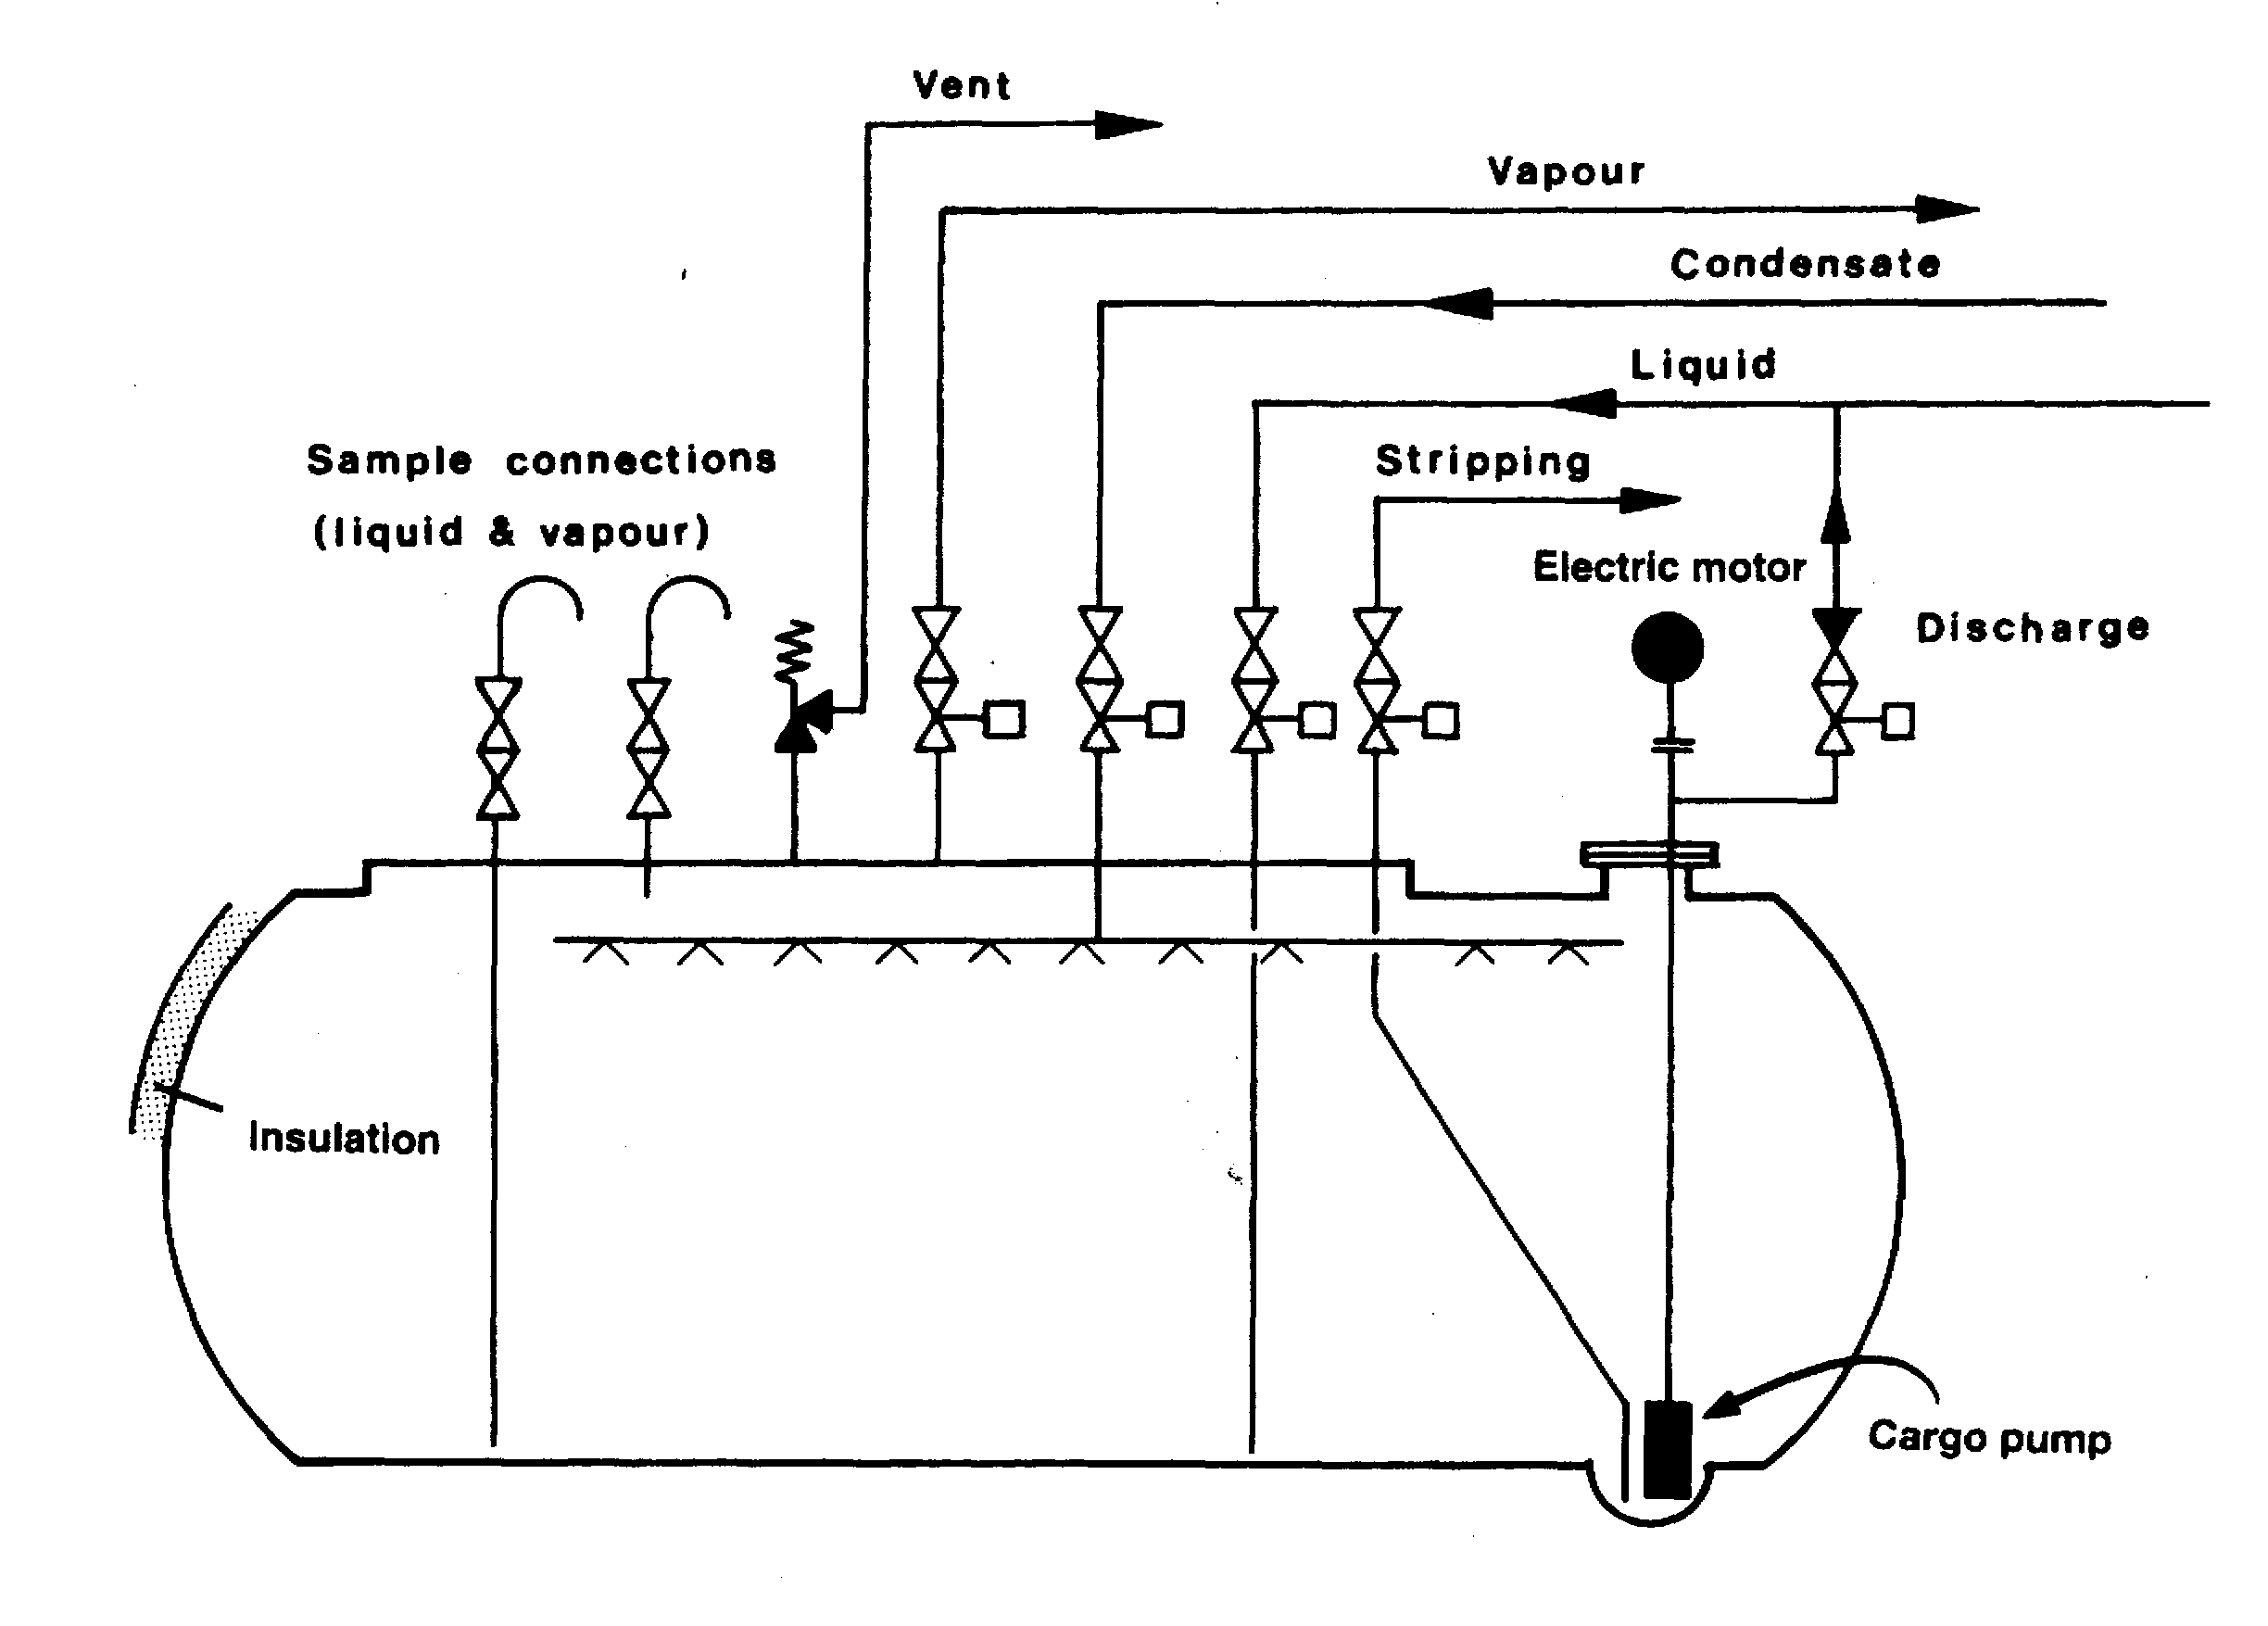 Vent
Vapour
Condensate
Liquid
Sample connections
(liquid & vapour)
Stripping
Electric motor
Discharge
Insulation
Cargo pump